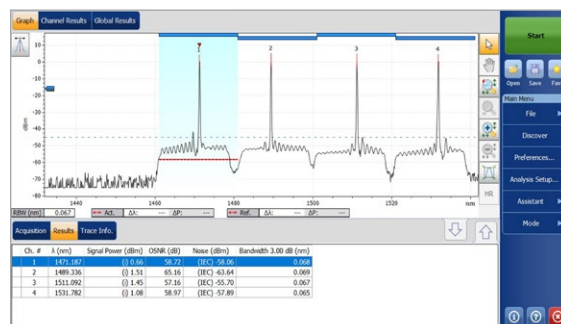 Graph Channel Results Global Results
Start
10
0
-10
-20
-30
-40
-50
-60
-70
-80
dBm
1 2 3 4
1440 1460 1480 1500 1520 nm
Open Save Fav
Main Menu
File
Discover
Preferences...
Analysis Setup...
Assistant
Mode
MR
RBW (nm) 0.067 Act. Δλ: --- ΔP: --- Ref. Δλ: --- ΔP: ---
Acquisition Results Trace Info.
Ch. # λ (nm) Signal Power (dBm) OSNR (dB) Noise (dBm) Bandwidth 3.00 dB (nm)
1 1471.187 (i) 0.66 58.72 (IEC) -58.06 0.068
2 1489.336 (i) 1.51 65.16 (IEC) -63.64 0.069
3 1511.092 (i) 1.45 57.16 (IEC) -55.70 0.067
4 1531.782 (i) 1.08 58.97 (IEC) -57.89 0.065